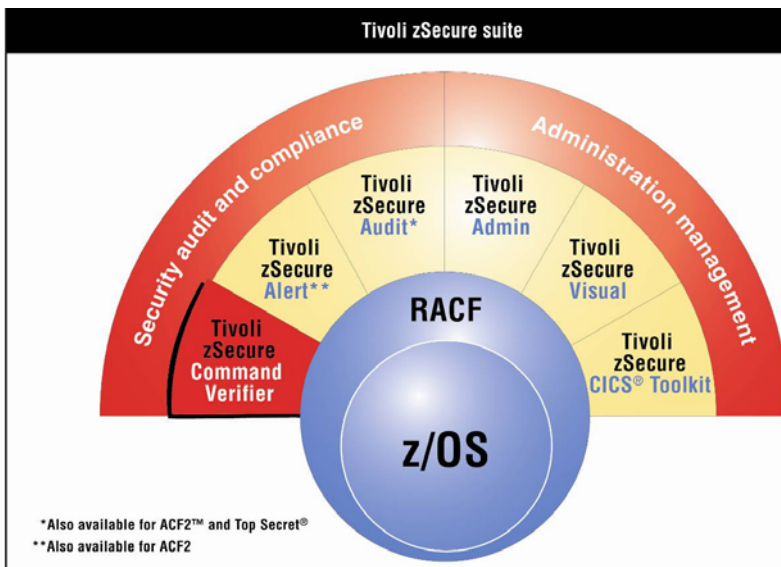 Tivoli zSecure suite
Security audit and compliance
Administration management
Tivoli
zSecure
Command
Verifier
Tivoli
zSecure
Alert**
Tivoli
zSecure
Audit*
Tivoli
zSecure
Admin
Tivoli
zSecure
Visual
Tivoli
zSecure
CICS® Toolkit
RACF
z/OS
*Also available for ACF2™ and Top Secret®
**Also available for ACF2